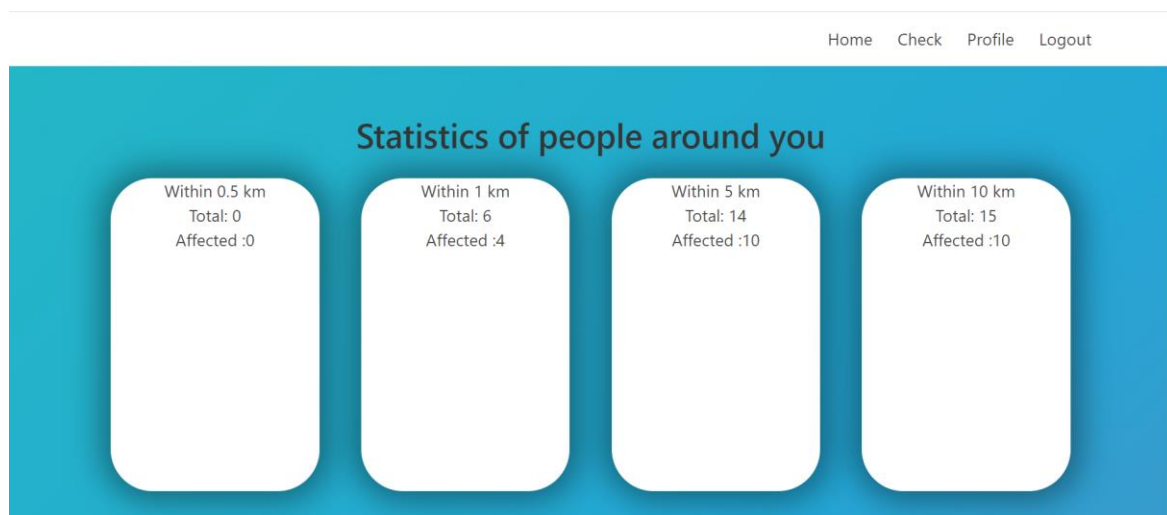 Home Check Profile Logout
Statistics of people around you
Within 0.5 km
Total: 0
Affected :0
Within 1 km
Total: 6
Affected :4
Within 5 km
Total: 14
Affected :10
Within 10 km
Total: 15
Affected :10